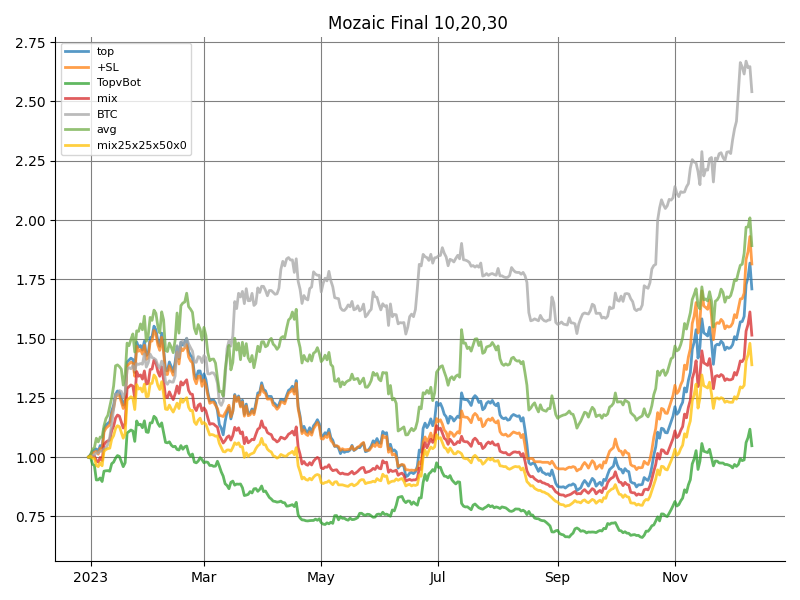 Mozaic Final 10,20,30
2.75
2.50
2.25
2.00
1.75
1.50
1.25
1.00
0.75
top
+SL
TopvBot
mix
BTC
avg
mix25x25x50x0
2023
Mar
May
Jul
Sep
Nov